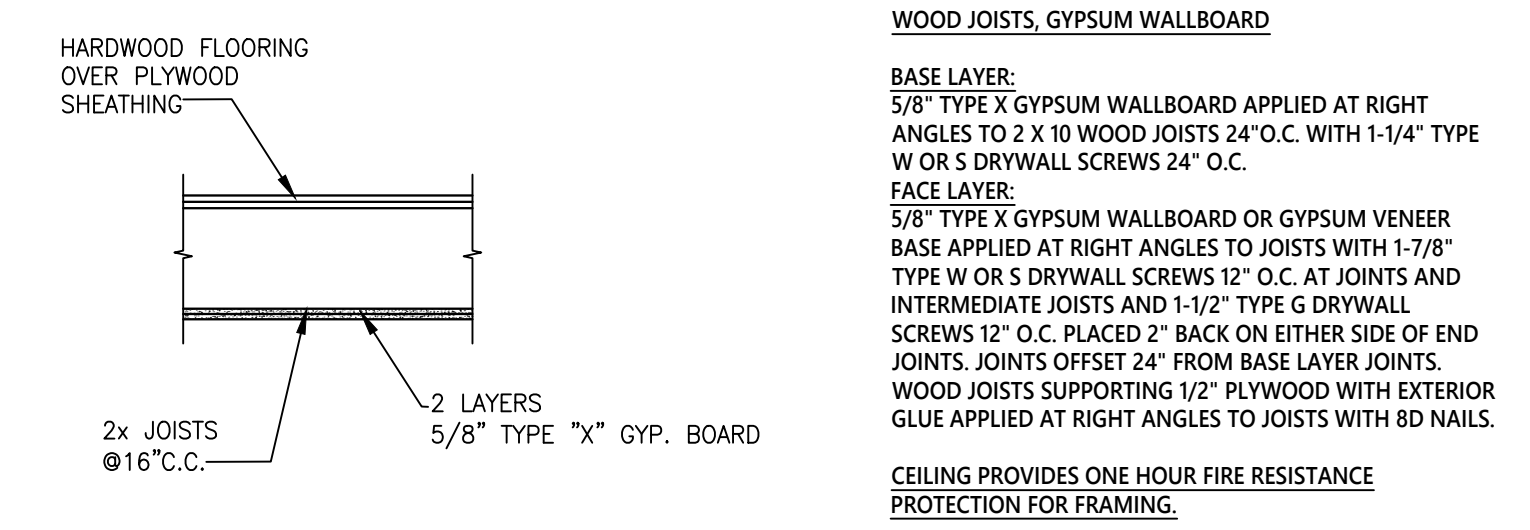 HARDWOOD FLOORING
OVER PLYWOOD
SHEATHING
2x JOISTS
@16”C.C.
2 LAYERS
5/8” TYPE ”X” GYP. BOARD
WOOD JOISTS, GYPSUM WALLBOARD
BASE LAYER:
5/8" TYPE X GYPSUM WALLBOARD APPLIED AT RIGHT
ANGLES TO 2 X 10 WOOD JOISTS 24"O.C. WITH 1-1/4" TYPE
W OR S DRYWALL SCREWS 24" O.C.
FACE LAYER:
5/8" TYPE X GYPSUM WALLBOARD OR GYPSUM VENEER
BASE APPLIED AT RIGHT ANGLES TO JOISTS WITH 1-7/8"
TYPE W OR S DRYWALL SCREWS 12" O.C. AT JOINTS AND
INTERMEDIATE JOISTS AND 1-1/2" TYPE G DRYWALL
SCREWS 12" O.C. PLACED 2" BACK ON EITHER SIDE OF END
JOINTS. JOINTS OFFSET 24" FROM BASE LAYER JOINTS.
WOOD JOISTS SUPPORTING 1/2" PLYWOOD WITH EXTERIOR
GLUE APPLIED AT RIGHT ANGLES TO JOISTS WITH 8D NAILS.
CEILING PROVIDES ONE HOUR FIRE RESISTANCE
PROTECTION FOR FRAMING.